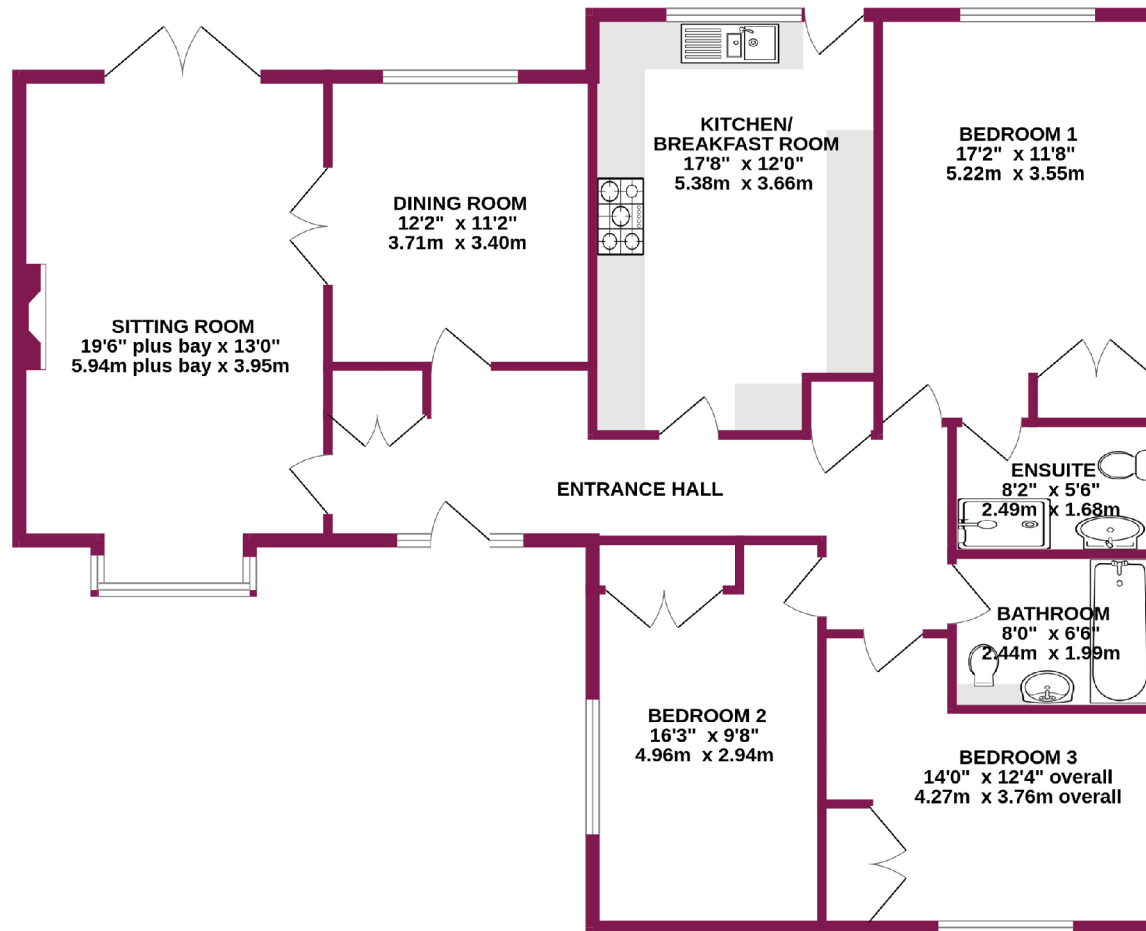 KITCHEN/
BREAKFAST ROOM
17'8" x 12'0"
5.38m x 3.66m
BEDROOM 1
17'2" x 11'8"
5.22m x 3.55m
DINING ROOM
12'2" x 11'2"
3.71m x 3.40m
SITTING ROOM
19'6" plus bay x 13'0"
5.94m plus bay x 3.95m
ENTRANCE HALL
ENSUITE
8'2" x 5'6"
2.49m x 1.68m
BATHROOM
8'0" x 6'6"
2.44m x 1.99m
BEDROOM 2
16'3" x 9'8"
4.96m x 2.94m
BEDROOM 3
14'0" x 12'4" overall
4.27m x 3.76m overall